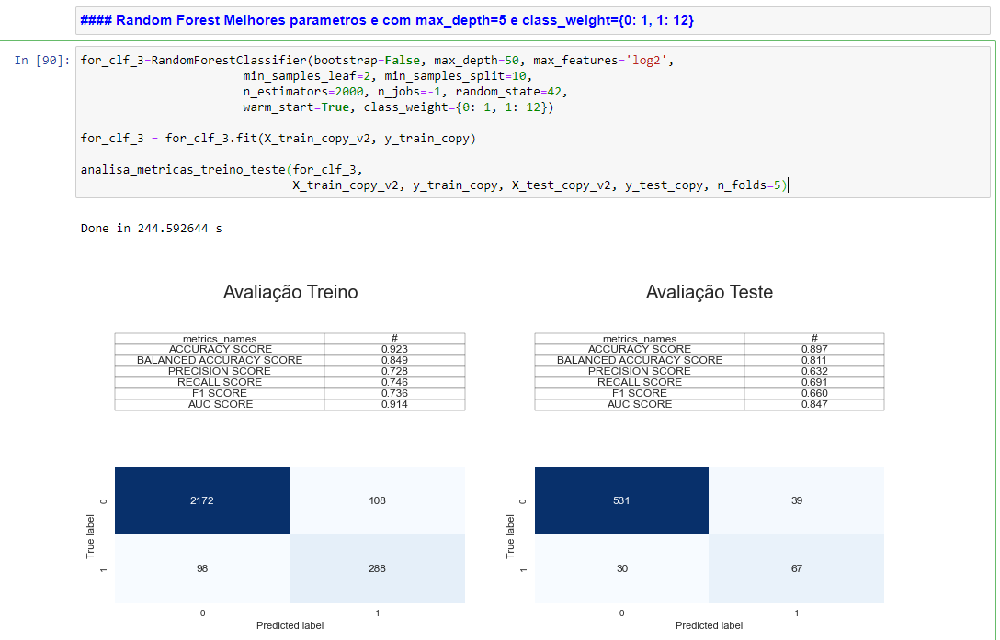 #### Random Forest Melhores parametros e com max_depth=5 e class_weight={0: 1, 1: 12}
In [90]: for_clf_3=RandomForestClassifier(bootstrap=False, max_depth=50, max_features='log2',
min_samples_leaf=2, min_samples_split=10,
n_estimators=2000, n_jobs=-1, random_state=42,
warm_start=True, class_weight={0: 1, 1: 12})
for_clf_3 = for_clf_3.fit(X_train_copy_v2, y_train_copy)
analisa_metricas_treino_teste(for_clf_3,
X_train_copy_v2, y_train_copy, X_test_copy_v2, y_test_copy, n_folds=5)
Done in 244.592644 s
Avaliação Treino
metrics_names #
ACCURACY SCORE 0.923
BALANCED ACCURACY SCORE 0.849
PRECISION SCORE 0.728
RECALL SCORE 0.746
F1 SCORE 0.736
AUC SCORE 0.914
True label
0 2172 108
1 98 288
0 1
Predicted label
Avaliação Teste
metrics_names #
ACCURACY SCORE 0.897
BALANCED ACCURACY SCORE 0.811
PRECISION SCORE 0.632
RECALL SCORE 0.691
F1 SCORE 0.660
AUC SCORE 0.847
True label
0 531 39
1 30 67
0 1
Predicted label